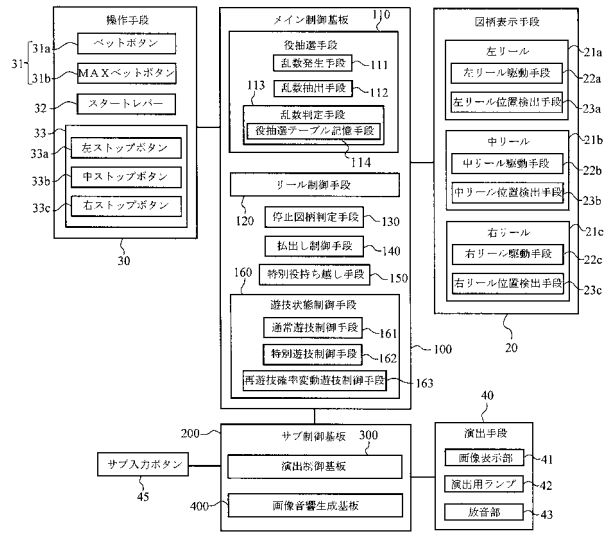 操作手段
31
31a
ベットボタン
31b
MAXベットボタン
32
スタートレバー
33
33a
左ストップボタン
33b
中ストップボタン
33c
右ストップボタン
30
メイン制御基板
110
役抽選手段
乱数発生手段
111
乱数抽出手段
112
113
乱数判定手段
役抽選テーブル記憶手段
114
リール制御手段
120
停止図柄判定手段
130
払出し制御手段
140
特別役持ち越し手段
150
160
遊技状態制御手段
通常遊技制御手段
161
特別遊技制御手段
162
再遊技確率変動遊技制御手段
163
100
図柄表示手段
左リール
21a
左リール駆動手段
22a
左リール位置検出手段
23a
中リール
21b
中リール駆動手段
22b
中リール位置検出手段
23b
右リール
21c
右リール駆動手段
22c
右リール位置検出手段
23c
20
サブ入力ボタン
45
200
サブ制御基板
300
演出制御基板
400
画像音響生成基板
40
演出手段
画像表示部
41
演出用ランプ
42
放音部
43